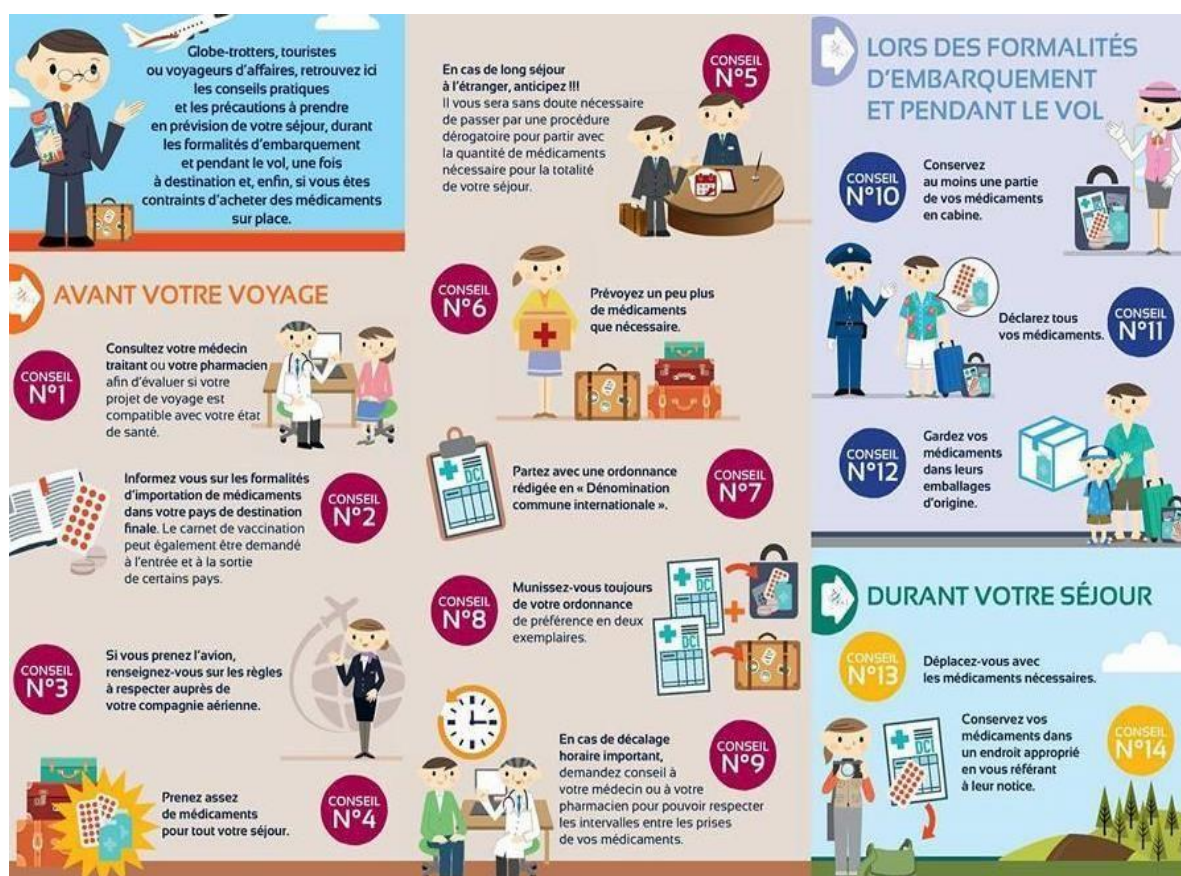 Globe-trotters, touristes
ou voyageurs d'affaires, retrouvez ici
les conseils pratiques
et les précautions à prendre
en prévision de votre séjour, durant
les formalités d'embarquement
et pendant le vol, une fois
à destination et, enfin, si vous êtes
contraints d'acheter des médicaments
sur place.
AVANT VOTRE VOYAGE
CONSEIL
N°1
Consultez votre médecin
traitant ou votre pharmacien
afin d'évaluer si votre
projet de voyage est
compatible avec votre état
de santé.
Informez vous sur les formalités
d'importation de médicaments
dans votre pays de destination
finale. Le carnet de vaccination
peut également être demandé
à l'entrée et à la sortie
de certains pays.
CONSEIL
N°2
CONSEIL
N°3
Si vous prenez l'avion,
renseignez-vous sur les règles
à respecter auprès de
votre compagnie aérienne.
Prenez assez
de médicaments
pour tout votre séjour.
CONSEIL
N°4
En cas de long séjour
à l'étranger, anticipez !!!
Il vous sera sans doute nécessaire
de passer par une procédure
dérogatoire pour partir avec
la quantité de médicaments
nécessaire pour la totalité
de votre séjour.
CONSEIL
N°5
CONSEIL
N°6
Prévoyez un peu plus
de médicaments
que nécessaire.
DCI
Partez avec une ordonnance
rédigée en « Dénomination
commune internationale ».
CONSEIL
N°7
CONSEIL
N°8
Munissez-vous toujours
de votre ordonnance
de préférence en deux
exemplaires.
DCI
DCI
En cas de décalage
horaire important,
demandez conseil à
votre médecin ou à votre
pharmacien pour pouvoir respecter
les intervalles entre les prises
de vos médicaments.
CONSEIL
N°9
LORS DES FORMALITÉS
D'EMBARQUEMENT
ET PENDANT LE VOL
CONSEIL
N°10
Conservez
au moins une partie
de vos médicaments
en cabine.
Déclarez tous
vos médicaments.
CONSEIL
N°11
CONSEIL
N°12
Gardez vos
médicaments
dans leurs
emballages
d'origine.
DURANT VOTRE SÉJOUR
CONSEIL
N°13
Déplacez-vous avec
les médicaments nécessaires.
DCI
Conservez vos
médicaments dans
un endroit approprié
en vous référant
à leur notice.
CONSEIL
N°14